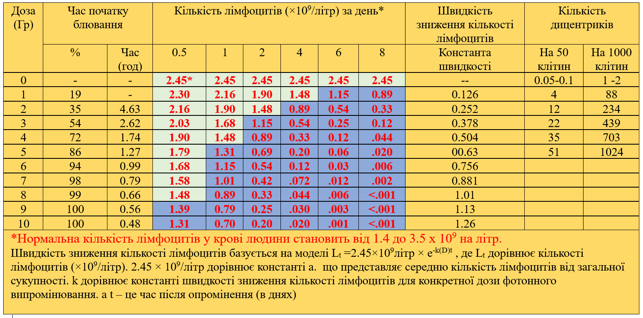 Доза (Гр) Час початку блювання Кількість лімфоцитів (×10⁹/літр) за день* Швидкість зниження кількості лімфоцитів Кількість дицентриків
% Час (год) 0.5 1 2 4 6 8 Константа швидкості На 50 клітин На 1000 клітин
0 - - 2.45* 2.45 2.45 2.45 2.45 2.45 -- 0.05-0.1 1 -2
1 19 - 2.30 2.16 1.90 1.48 1.15 0.89 0.126 4 88
2 35 4.63 2.16 1.90 1.48 0.89 0.54 0.33 0.252 12 234
3 54 2.62 2.03 1.68 1.15 0.54 0.25 0.12 0.378 22 439
4 72 1.74 1.90 1.48 0.89 0.33 0.12 .044 0.504 35 703
5 86 1.27 1.79 1.31 0.69 0.20 0.06 .020 00.63 51 1024
6 94 0.99 1.68 1.15 0.54 0.12 0.03 .006 0.756
7 98 0.79 1.58 1.01 0.42 .072 0.012 .002 0.881
8 99 0.66 1.48 0.89 0.33 .044 .006 <.001 1.01
9 100 0.56 1.39 0.79 0.25 .030 .003 <.001 1.13
10 100 0.48 1.31 0.70 0.20 .020 .001 <.001 1.26
*Нормальна кількість лімфоцитів у крові людини становить від 1.4 до 3.5 x 10⁹ на літр.
Швидкість зниження кількості лімфоцитів базується на моделі Lₜ =2.45×10⁹літр × e⁻ᵏ⁽ᴰ⁾ᵗ , де Lₜ дорівнює кількості
лімфоцитів (×10⁹/літр). 2.45 × 10⁹/літр дорівнює константі a. що представляє середню кількість лімфоцитів від загальної
сукупності. k дорівнює константі швидкості зниження кількості лімфоцитів для конкретної дози фотонного
випромінювання. a t – це час після опромінення (в днях)